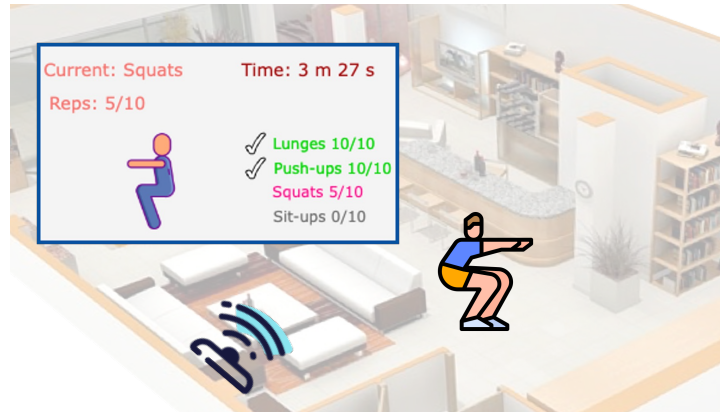 Current: Squats
Time: 3 m 27 s
Reps: 5/10
Lunges 10/10
Push-ups 10/10
Squats 5/10
Sit-ups 0/10